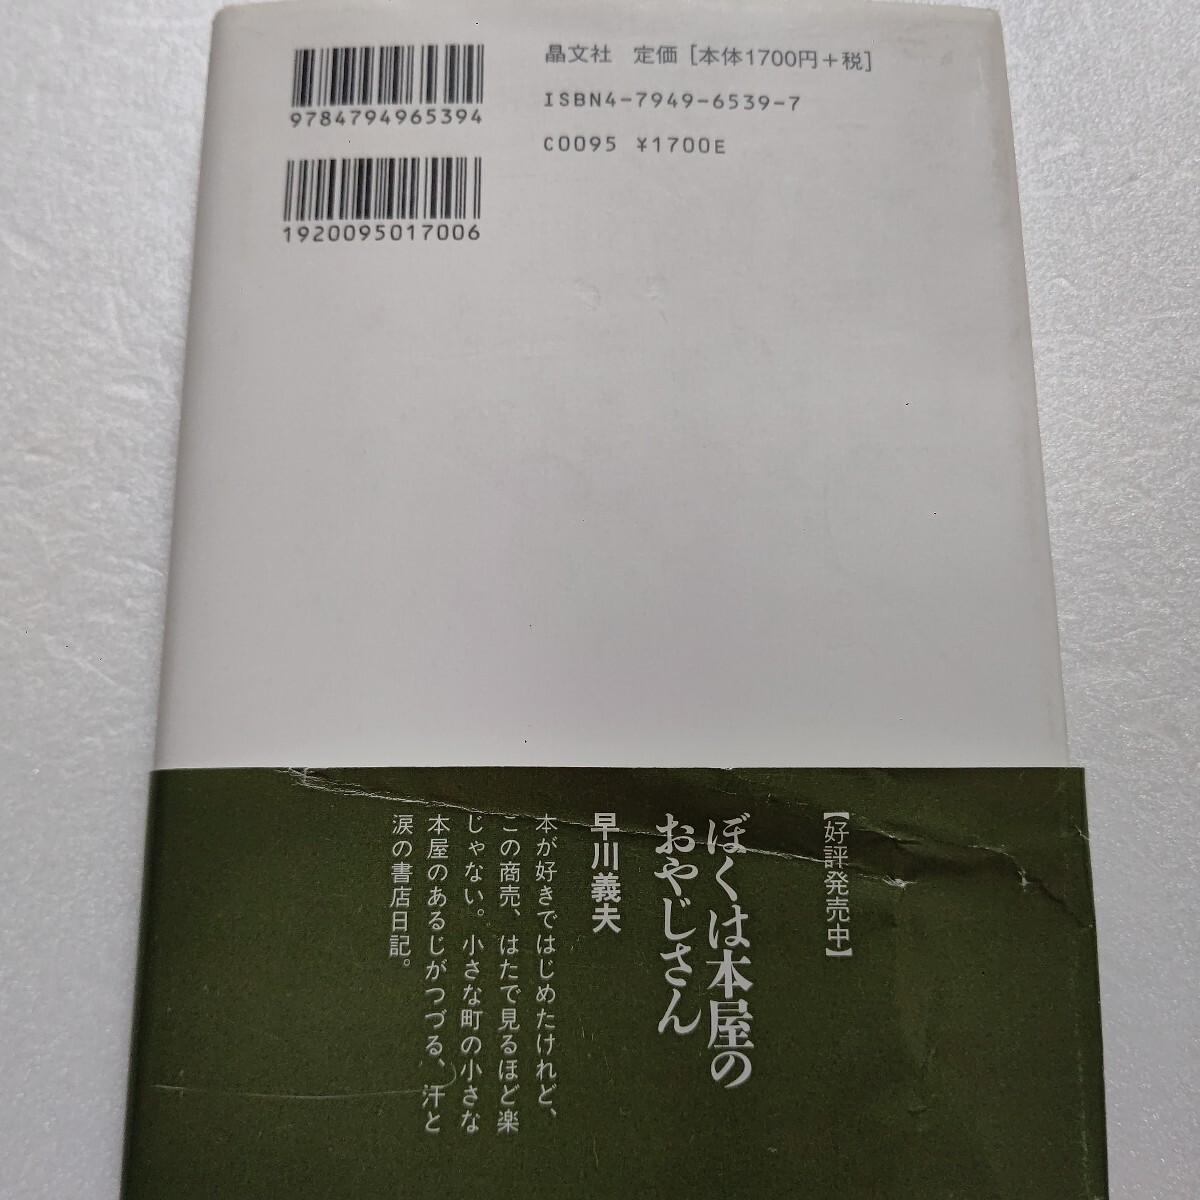 9784794965394
1920095017006
晶文社 定価[本体1700円+税]
ISBN4-7949-6539-7
C0095 ¥1700E
【好評発売中】
ぼくは本屋の
おやじさん
早川義夫
本が好きではじめたけれど、
この商売、はたで見るほど楽
じゃない。小さな町の小さな
本屋のあるじがつづる、汗と
涙の書店日記。